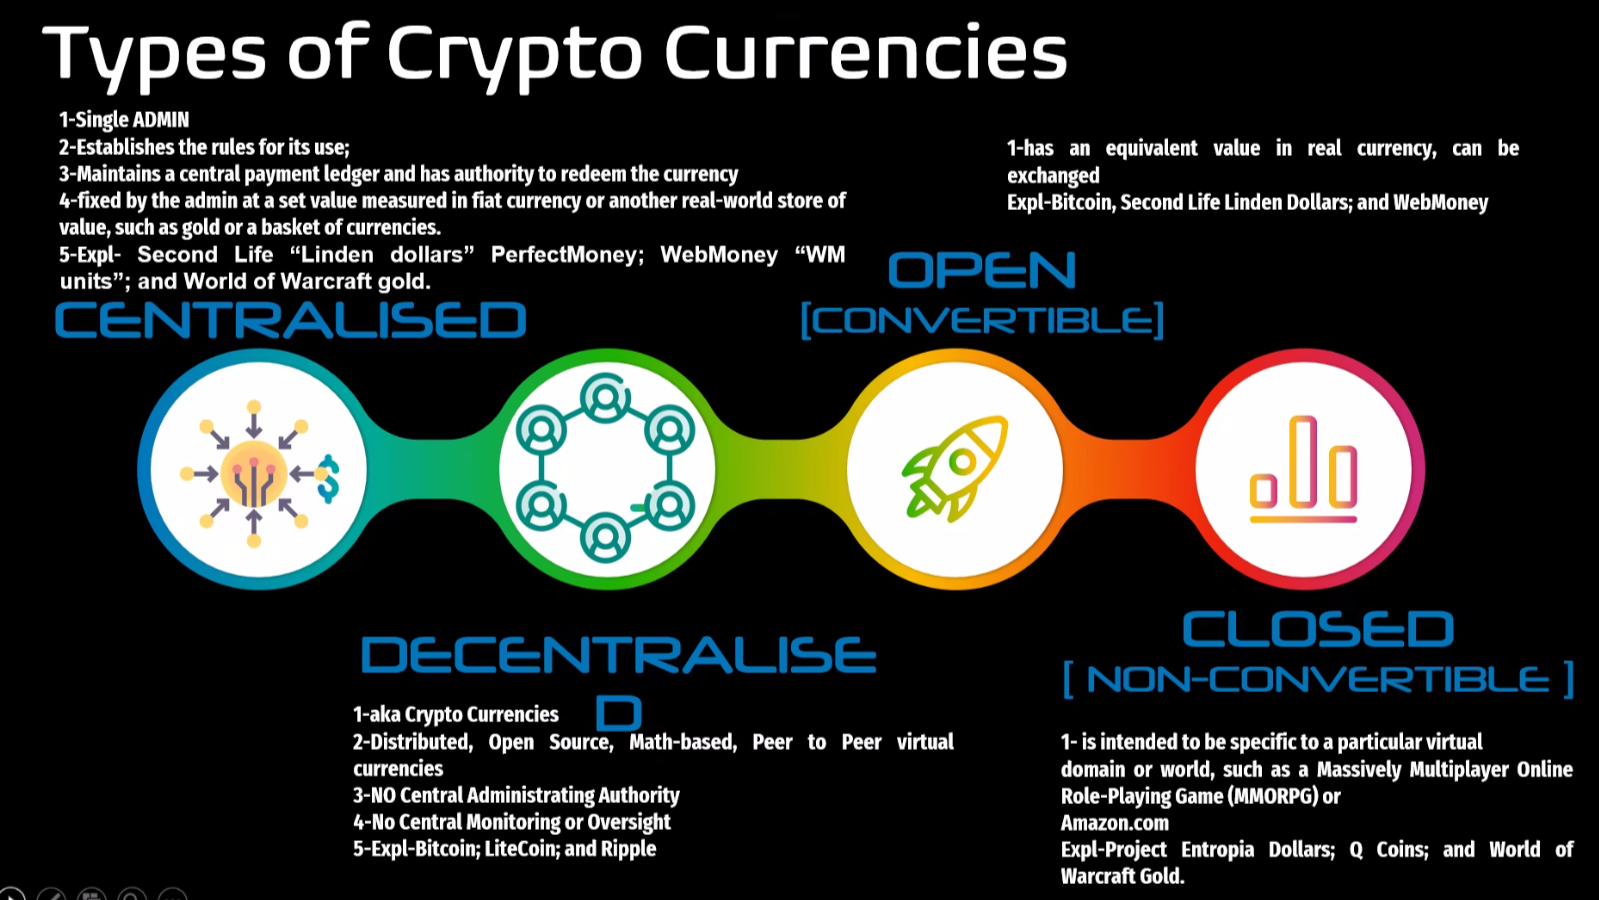 Types of Crypto Currencies
1-Single ADMIN
2-Establishes the rules for its use;
3-Maintains a central payment ledger and has authority to redeem the currency
4-fixed by the admin at a set value measured in fiat currency or another real-world store of
value, such as gold or a basket of currencies.
5-Expl- Second Life “Linden dollars” PerfectMoney; WebMoney “WM
units”; and World of Warcraft gold.
CENTRALISED
1-has an equivalent value in real currency, can be
exchanged
Expl-Bitcoin, Second Life Linden Dollars; and WebMoney
OPEN
[CONVERTIBLE]
$
DECENTRALISE
D
1-aka Crypto Currencies
2-Distributed, Open Source, Math-based, Peer to Peer virtual
currencies
3-NO Central Administrating Authority
4-No Central Monitoring or Oversight
5-Expl-Bitcoin; LiteCoin; and Ripple
CLOSED
[ NON-CONVERTIBLE ]
1- is intended to be specific to a particular virtual
domain or world, such as a Massively Multiplayer Online
Role-Playing Game (MMORPG) or
Amazon.com
Expl-Project Entropia Dollars; Q Coins; and World of
Warcraft Gold.